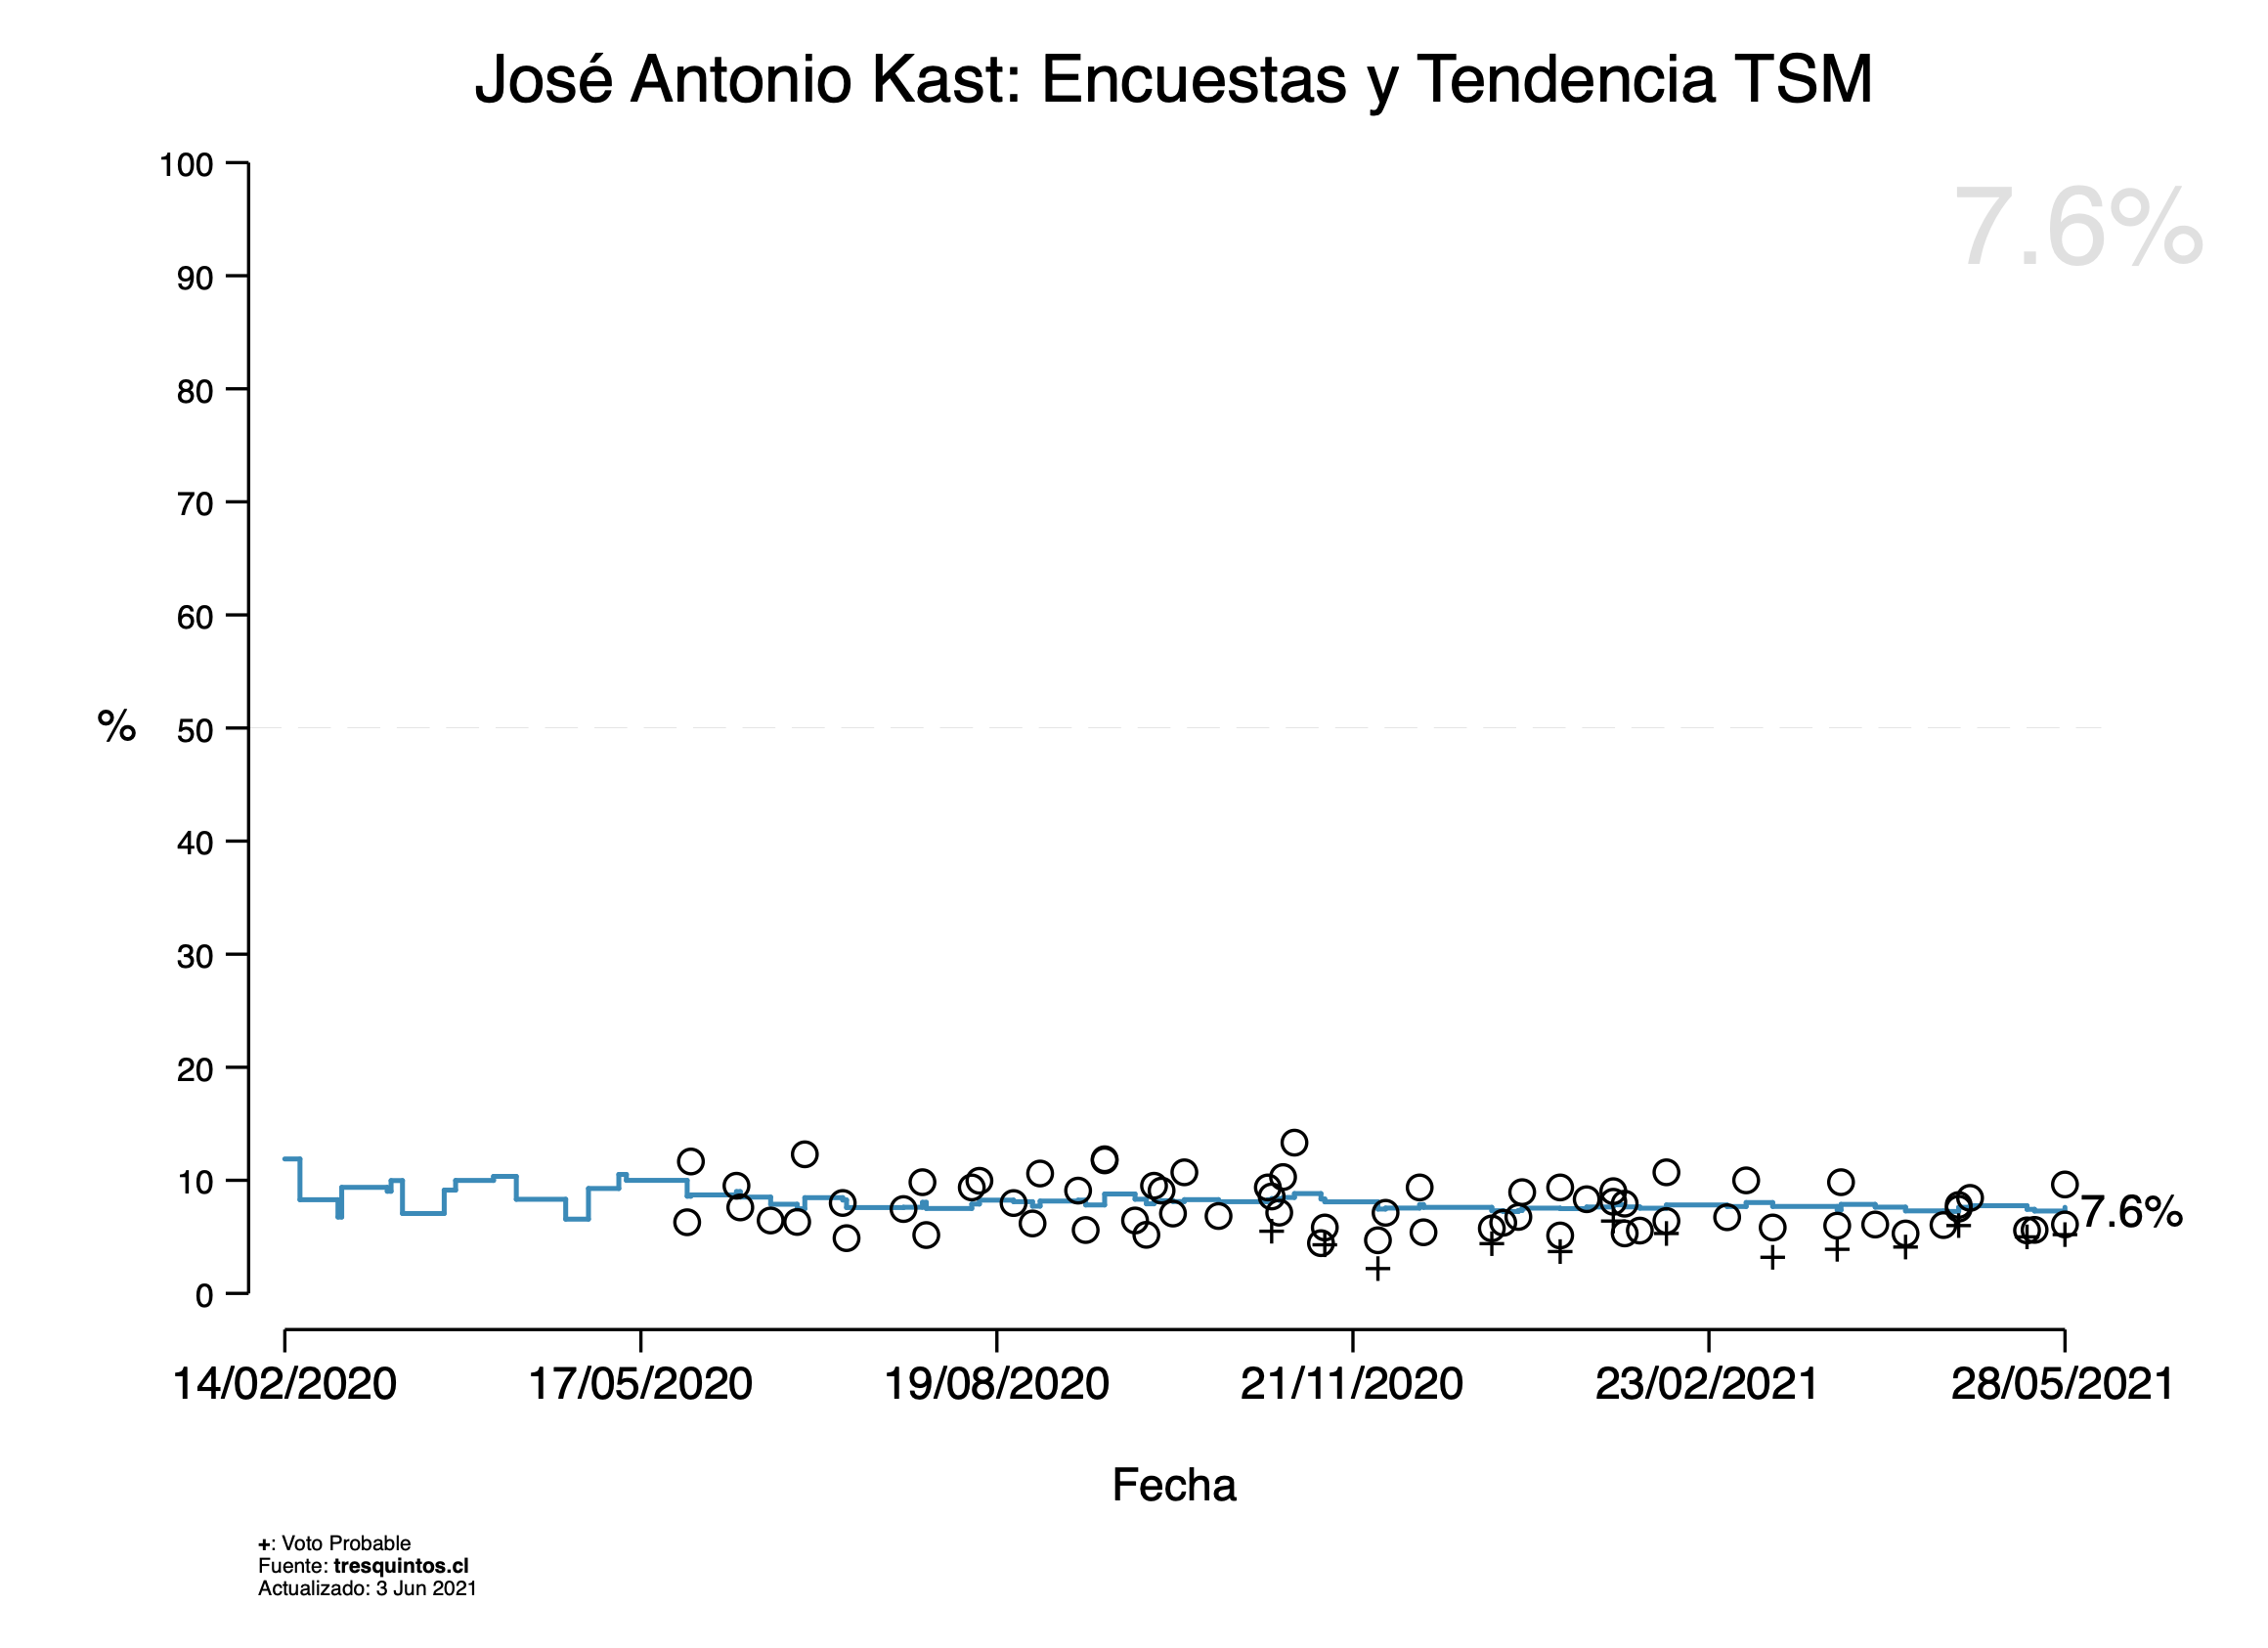 José Antonio Kast: Encuestas y Tendencia TSM
7.6%
100
90
80
70
60
50
40
30
20
10
0
%
7.6%
14/02/2020 17/05/2020 19/08/2020 21/11/2020 23/02/2021 28/05/2021
Fecha
+: Voto Probable
Fuente: tresquintos.cl
Actualizado: 3 Jun 2021